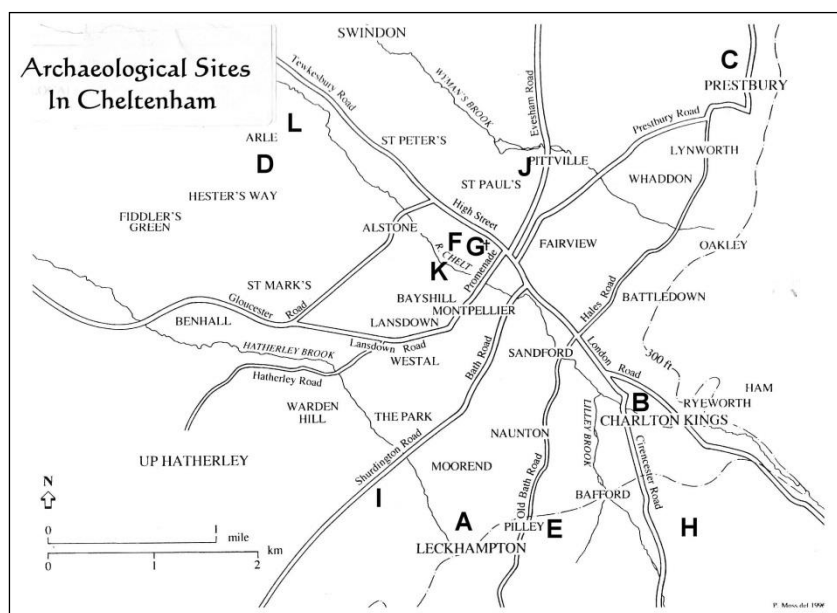 Archaeological Sites
In Cheltenham
SWINDON
C
PRESTBURY
Tewkesbury Road
WYMAN'S BROOK
Evesham Road
Prestbury Road
L
ARLE
D
ST PETER'S
J
PITTVILLE
LYNWORTH
HESTER'S WAY
ST PAUL'S
WHADDON
FIDDLER'S
GREEN
ALSTONE
High Street
F
G
FAIRVIEW
OAKLEY
R. CHELT
K
Promenade
ST MARK'S
BAYSHILL
MONTPELLIER
Hales Road
BATTLEDOWN
Gloucester Road
BENHALL
LANSDOWN
Lansdown Road
HATHERLEY BROOK
WESTAL
Bath Road
SANDFORD
London Road
300 ft
Hatherley Road
HAM
RYEWORTH
B
CHARLTON KINGS
WARDEN
HILL
THE PARK
LILLEY BROOK
NAUNTON
Cirencester Road
UP HATHERLEY
Shurdington Road
MOOREND
Old Bath Road
BAFFORD
N
I
A
PILLEY
E
H
LECKHAMPTON
0 1
mile
km
0 1 2
P. Moss.del 1996